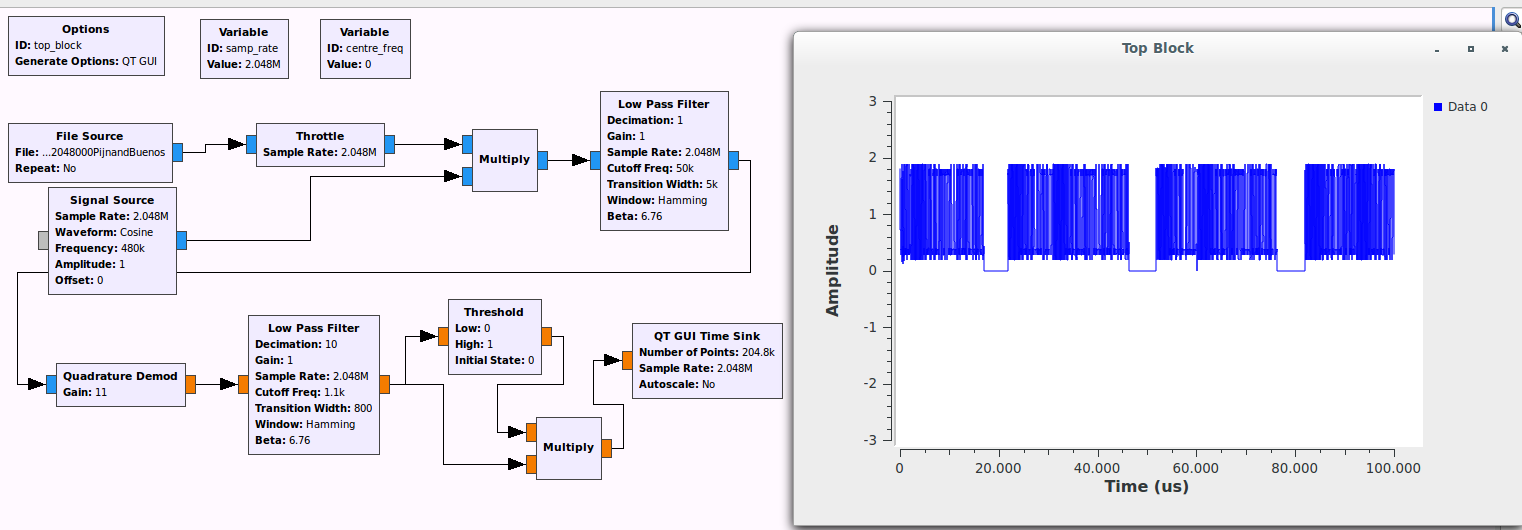 Options
ID: top_block
Generate Options: QT GUI
Variable
ID: samp_rate
Value: 2.048M
Variable
ID: centre_freq
Value: 0
File Source
File: ...2048000PijnandBuenos
Repeat: No
Throttle
Sample Rate: 2.048M
Multiply
Low Pass Filter
Decimation: 1
Gain: 1
Sample Rate: 2.048M
Cutoff Freq: 50k
Transition Width: 5k
Window: Hamming
Beta: 6.76
Signal Source
Sample Rate: 2.048M
Waveform: Cosine
Frequency: 480k
Amplitude: 1
Offset: 0
Quadrature Demod
Gain: 11
Low Pass Filter
Decimation: 10
Gain: 1
Sample Rate: 2.048M
Cutoff Freq: 1.1k
Transition Width: 800
Window: Hamming
Beta: 6.76
Threshold
Low: 0
High: 1
Initial State: 0
Multiply
QT GUI Time Sink
Number of Points: 204.8k
Sample Rate: 2.048M
Autoscale: No
Top Block
Data 0
Amplitude
3
2
1
0
-1
-2
-3
0
20.000
40.000
60.000
80.000
100.000
Time (us)